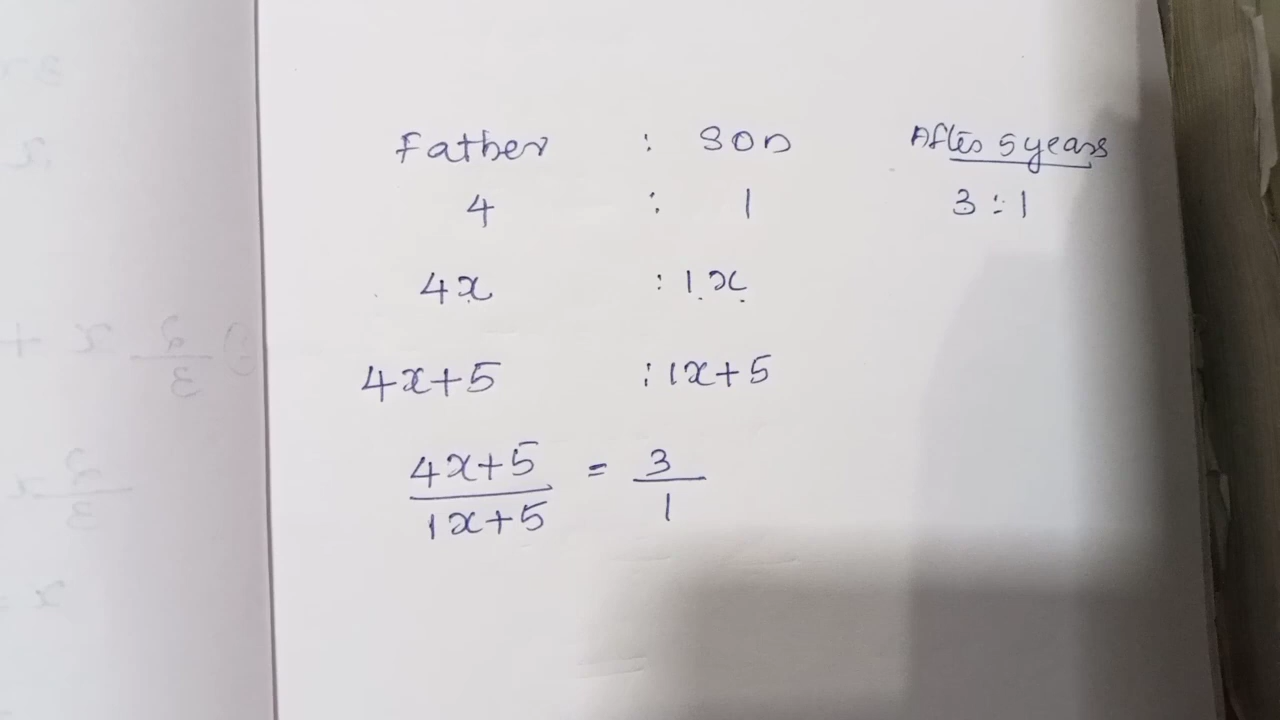 Father : Son After 5 years
4 : 1 3 : 1
4x : 1x
4x+5 : 1x+5
4x+5 = 3
1x+5 1